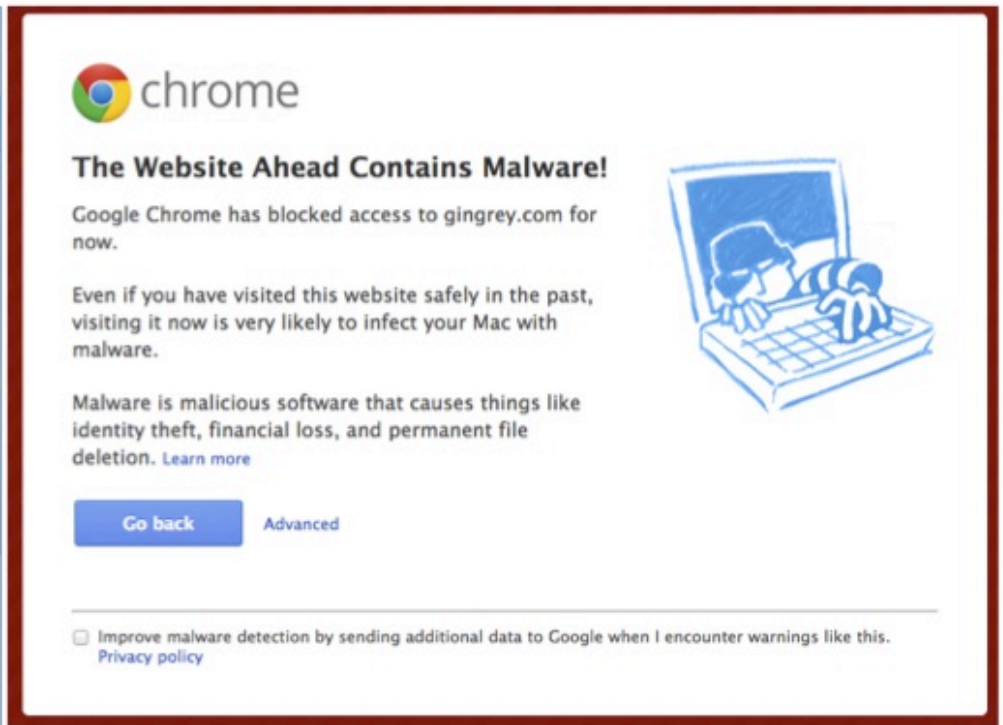 chrome
The Website Ahead Contains Malware!
Google Chrome has blocked access to gingrey.com for
now.
Even if you have visited this website safely in the past,
visiting it now is very likely to infect your Mac with
malware.
Malware is malicious software that causes things like
identity theft, financial loss, and permanent file
deletion. Learn more
Go back Advanced
Improve malware detection by sending additional data to Google when I encounter warnings like this.
Privacy policy